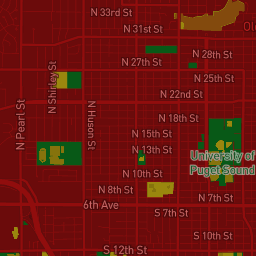 N 33rd St
Ol
N 31st St
N 28th St
N 27th St
N Shirley St
N 25th St
N 22nd St
N Pearl St
N Huson St
N 18th St
N 15th St
N 13th St
University of
Puget Sound
N 10th St
N 8th St
N 7th St
6th Ave
S 7th St
S 10th St
S 12th St